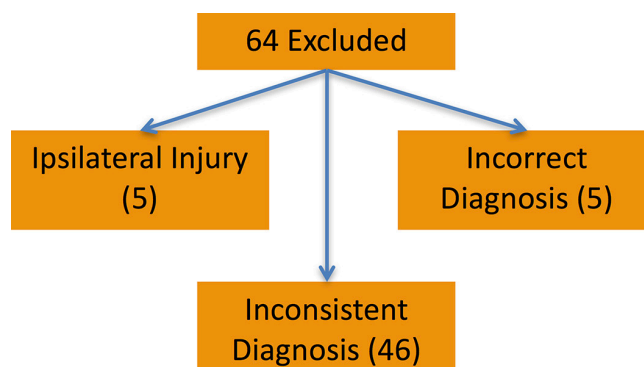 64 Excluded
Ipsilateral Injury
(5)
Incorrect
Diagnosis (5)
Inconsistent
Diagnosis (46)